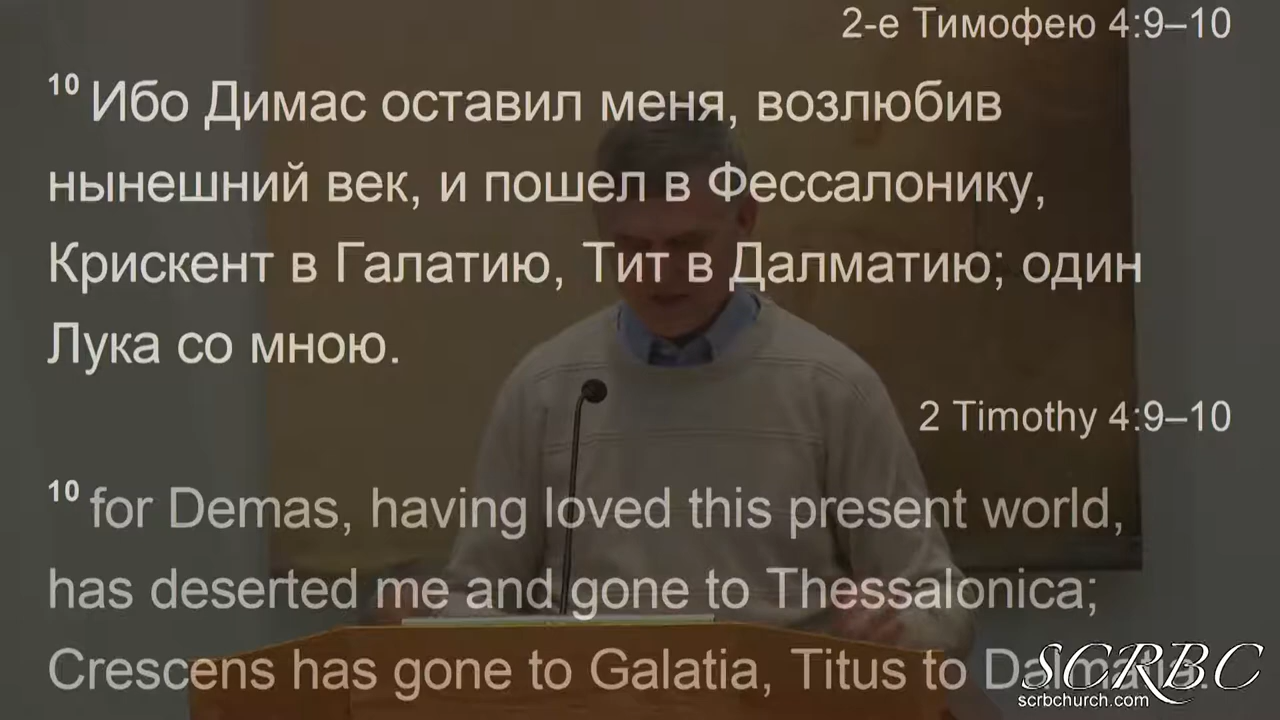 2-е Тимофею 4:9–10
10 Ибо Димас оставил меня, возлюбив
нынешний век, и пошел в Фессалонику,
Крискент в Галатию, Тит в Далматию; один
Лука со мною.
2 Timothy 4:9–10
10 for Demas, having loved this present world,
has deserted me and gone to Thessalonica;
Crescens has gone to Galatia, Titus to Dalmatia.
SCRBC
scrbchurch.com